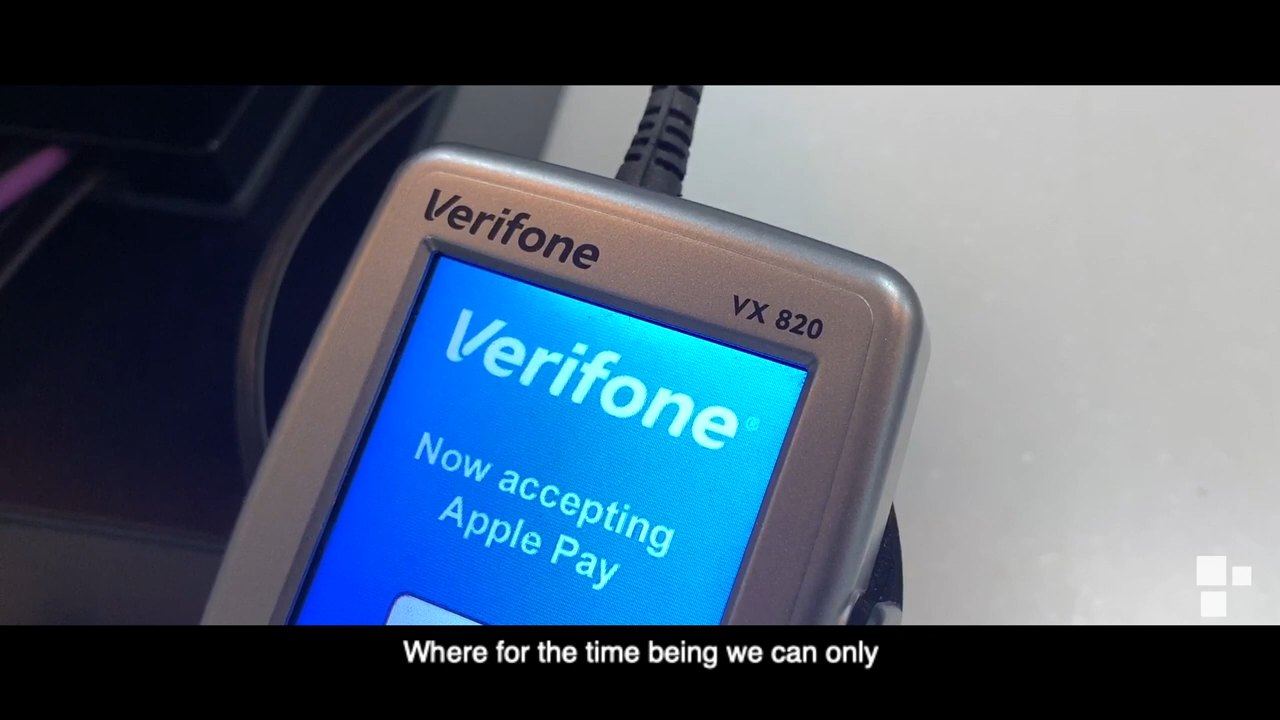 Verifone
VX 820
Verifone®
Now accepting
Apple Pay
Where for the time being we can only